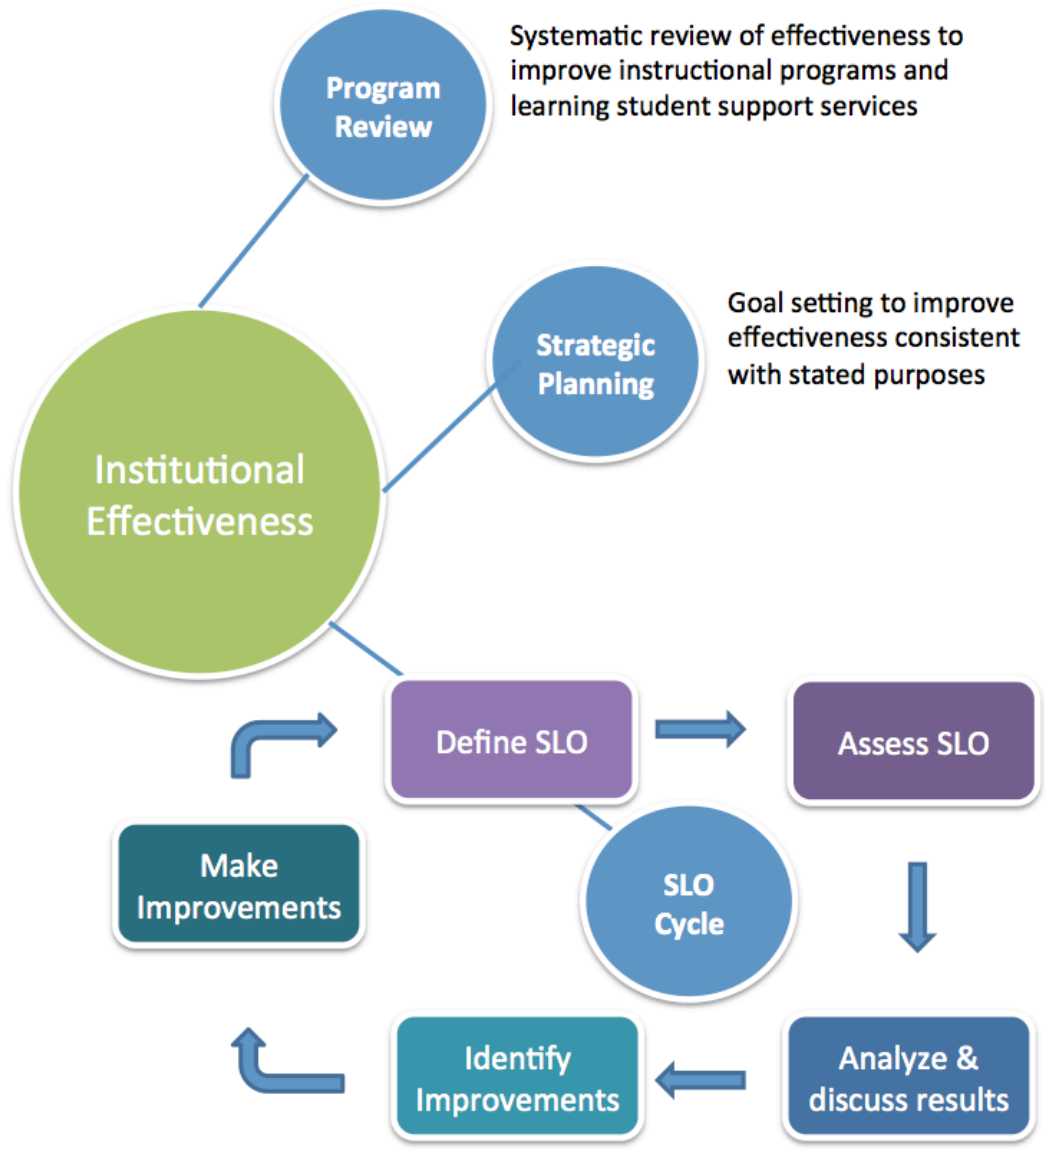 Program
Review
Systematic review of effectiveness to
improve instructional programs and
learning student support services
Strategic
Planning
Goal setting to improve
effectiveness consistent
with stated purposes
Institutional
Effectiveness
Define SLO
Assess SLO
Make
Improvements
SLO
Cycle
Identify
Improvements
Analyze &
discuss results